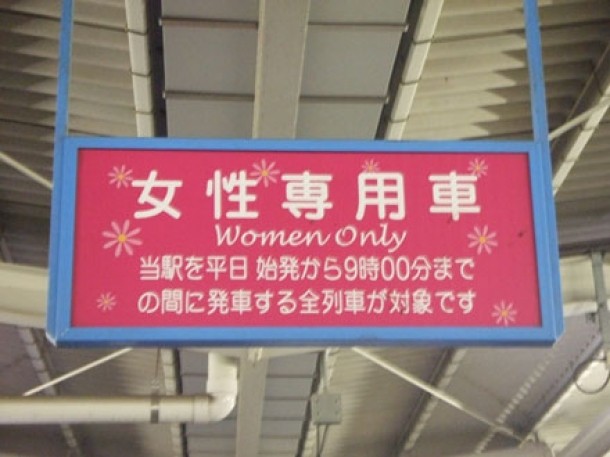 女性専用車
Women Only
当駅を平日 始発から9時00分まで
の間に発車する全列車が対象です